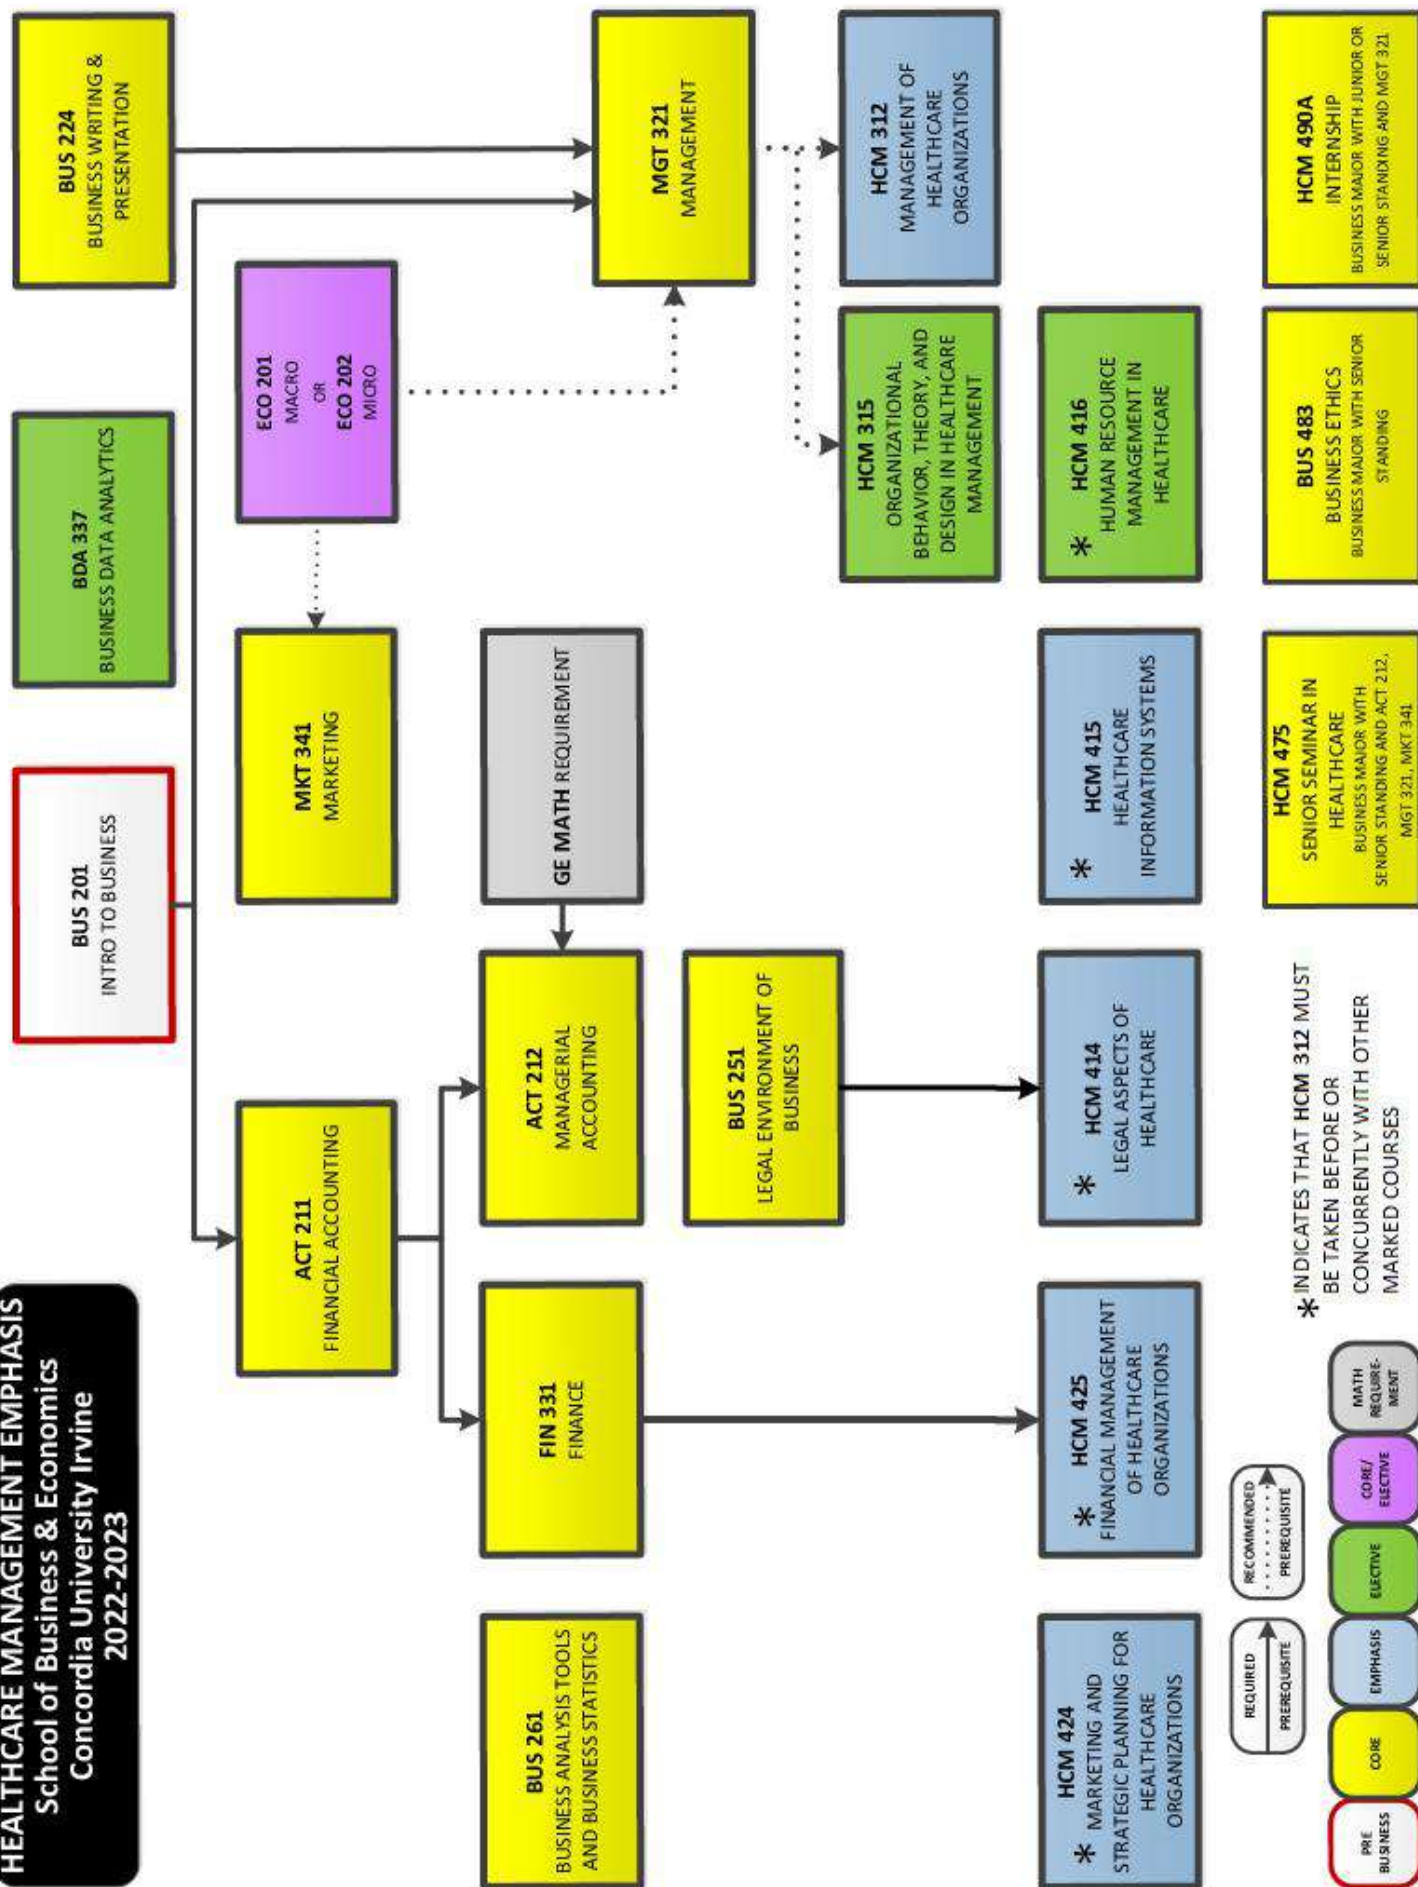 HEALTHCARE MANAGEMENT EMPHASIS
School of Business & Economics
Concordia University Irvine
2022-2023
BUS 201
INTRO TO BUSINESS
BDA 337
BUSINESS DATA ANALYTICS
BUS 224
BUSINESS WRITING &
PRESENTATION
ACT 211
FINANCIAL ACCOUNTING
MKT 341
MARKETING
ECO 201
MACRO
OR
ECO 202
MICRO
BUS 261
BUSINESS ANALYSIS TOOLS
AND BUSINESS STATISTICS
FIN 331
FINANCE
ACT 212
MANAGERIAL
ACCOUNTING
GE MATH REQUIREMENT
MGT 321
MANAGEMENT
BUS 251
LEGAL ENVIRONMENT OF
BUSINESS
HCM 315
ORGANIZATIONAL
BEHAVIOR, THEORY, AND
DESIGN IN HEALTHCARE
MANAGEMENT
HCM 312
MANAGEMENT OF
HEALTHCARE
ORGANIZATIONS
HCM 424
* MARKETING AND
STRATEGIC PLANNING FOR
HEALTHCARE
ORGANIZATIONS
* HCM 425
FINANCIAL MANAGEMENT
OF HEALTHCARE
ORGANIZATIONS
* HCM 414
LEGAL ASPECTS OF
HEALTHCARE
* HCM 415
HEALTHCARE
INFORMATION SYSTEMS
* HCM 416
HUMAN RESOURCE
MANAGEMENT IN
HEALTHCARE
REQUIRED
PREREQUISITE
RECOMMENDED
PREREQUISITE
PRE
BUSINESS
CORE
EMPHASIS
ELECTIVE
CORE/
ELECTIVE
MATH
REQUIRE-
MENT
* INDICATES THAT HCM 312 MUST
BE TAKEN BEFORE OR
CONCURRENTLY WITH OTHER
MARKED COURSES
HCM 475
SENIOR SEMINAR IN
HEALTHCARE
BUSINESS MAJOR WITH
SENIOR STANDING AND ACT 212,
MGT 321, MKT 341
BUS 483
BUSINESS ETHICS
BUSINESS MAJOR WITH SENIOR
STANDING
HCM 490A
INTERNSHIP
BUSINESS MAJOR WITH JUNIOR OR
SENIOR STANDING AND MGT 321